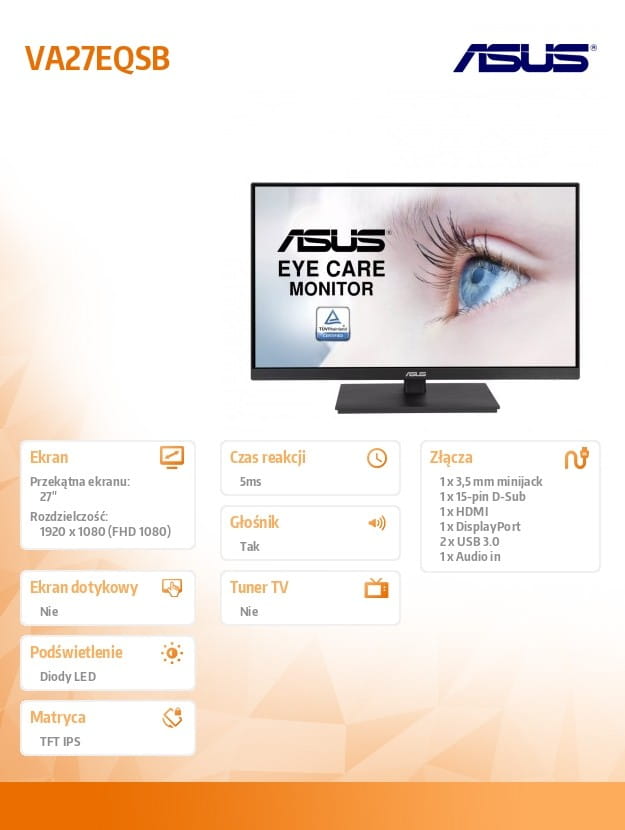 VA27EQSB
ASUS®
ASUS®
EYE CARE
MONITOR
TÜVRheinland
CERTIFIED
ASUS
Ekran
Przekątna ekranu:
27"
Rozdzielczość:
1920 x 1080 (FHD 1080)
Ekran dotykowy
Nie
Podświetlenie
Diody LED
Matryca
TFT IPS
Czas reakcji
5ms
Głośnik
Tak
Tuner TV
Nie
Złącza
1 x 3,5 mm minijack
1 x 15-pin D-Sub
1 x HDMI
1 x DisplayPort
2 x USB 3.0
1 x Audio in